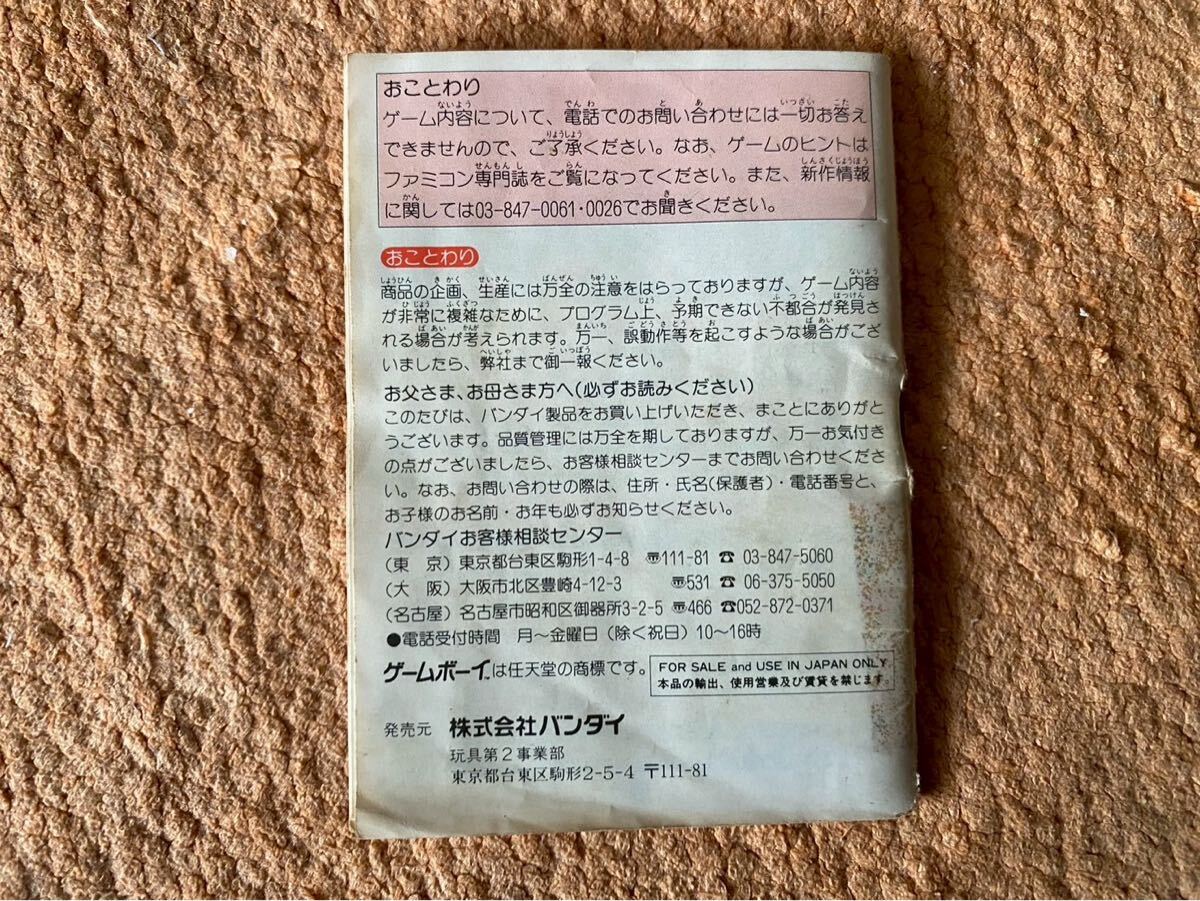 おことわり
ゲーム内容について、電話でのお問い合わせには一切お答え
できませんので、ご了承ください。なお、ゲームのヒントは
ファミコン専門誌をご覧になってください。また、新作情報
に関しては03-847-0061・0026でお聞きください。
おことわり
商品の企画、生産には万全の注意をはらっておりますが、ゲーム内容
が非常に複雑なために、プログラム上、予期できない不都合が発見さ
れる場合が考えられます。万一、誤動作等を起こすような場合がござ
いましたら、弊社まで御一報ください。
お父さま、お母さま方へ(必ずお読みください)
このたびは、バンダイ製品をお買い上げいただき、まことにありがと
うございます。品質管理には万全を期しておりますが、万一お気付き
の点がございましたら、お客様相談センターまでお問い合わせくださ
い。なお、お問い合わせの際は、住所・氏名(保護者)・電話番号と、
お子様のお名前・お年も必ずお知らせください。
バンダイお客様相談センター
(東　京) 東京都台東区駒形1-4-8 〠111-81 ☎ 03-847-5060
(大　阪) 大阪市北区豊崎4-12-3 〠531 ☎ 06-375-5050
(名古屋) 名古屋市昭和区御器所3-2-5 〠466 ☎052-872-0371
●電話受付時間　月〜金曜日(除く祝日)10〜16時
ゲームボーイ™は任天堂の商標です。
FOR SALE and USE IN JAPAN ONLY
本品の輸出、使用営業及び賃貸を禁じます。
発売元　株式会社バンダイ
玩具第2事業部
東京都台東区駒形2-5-4 〒111-81